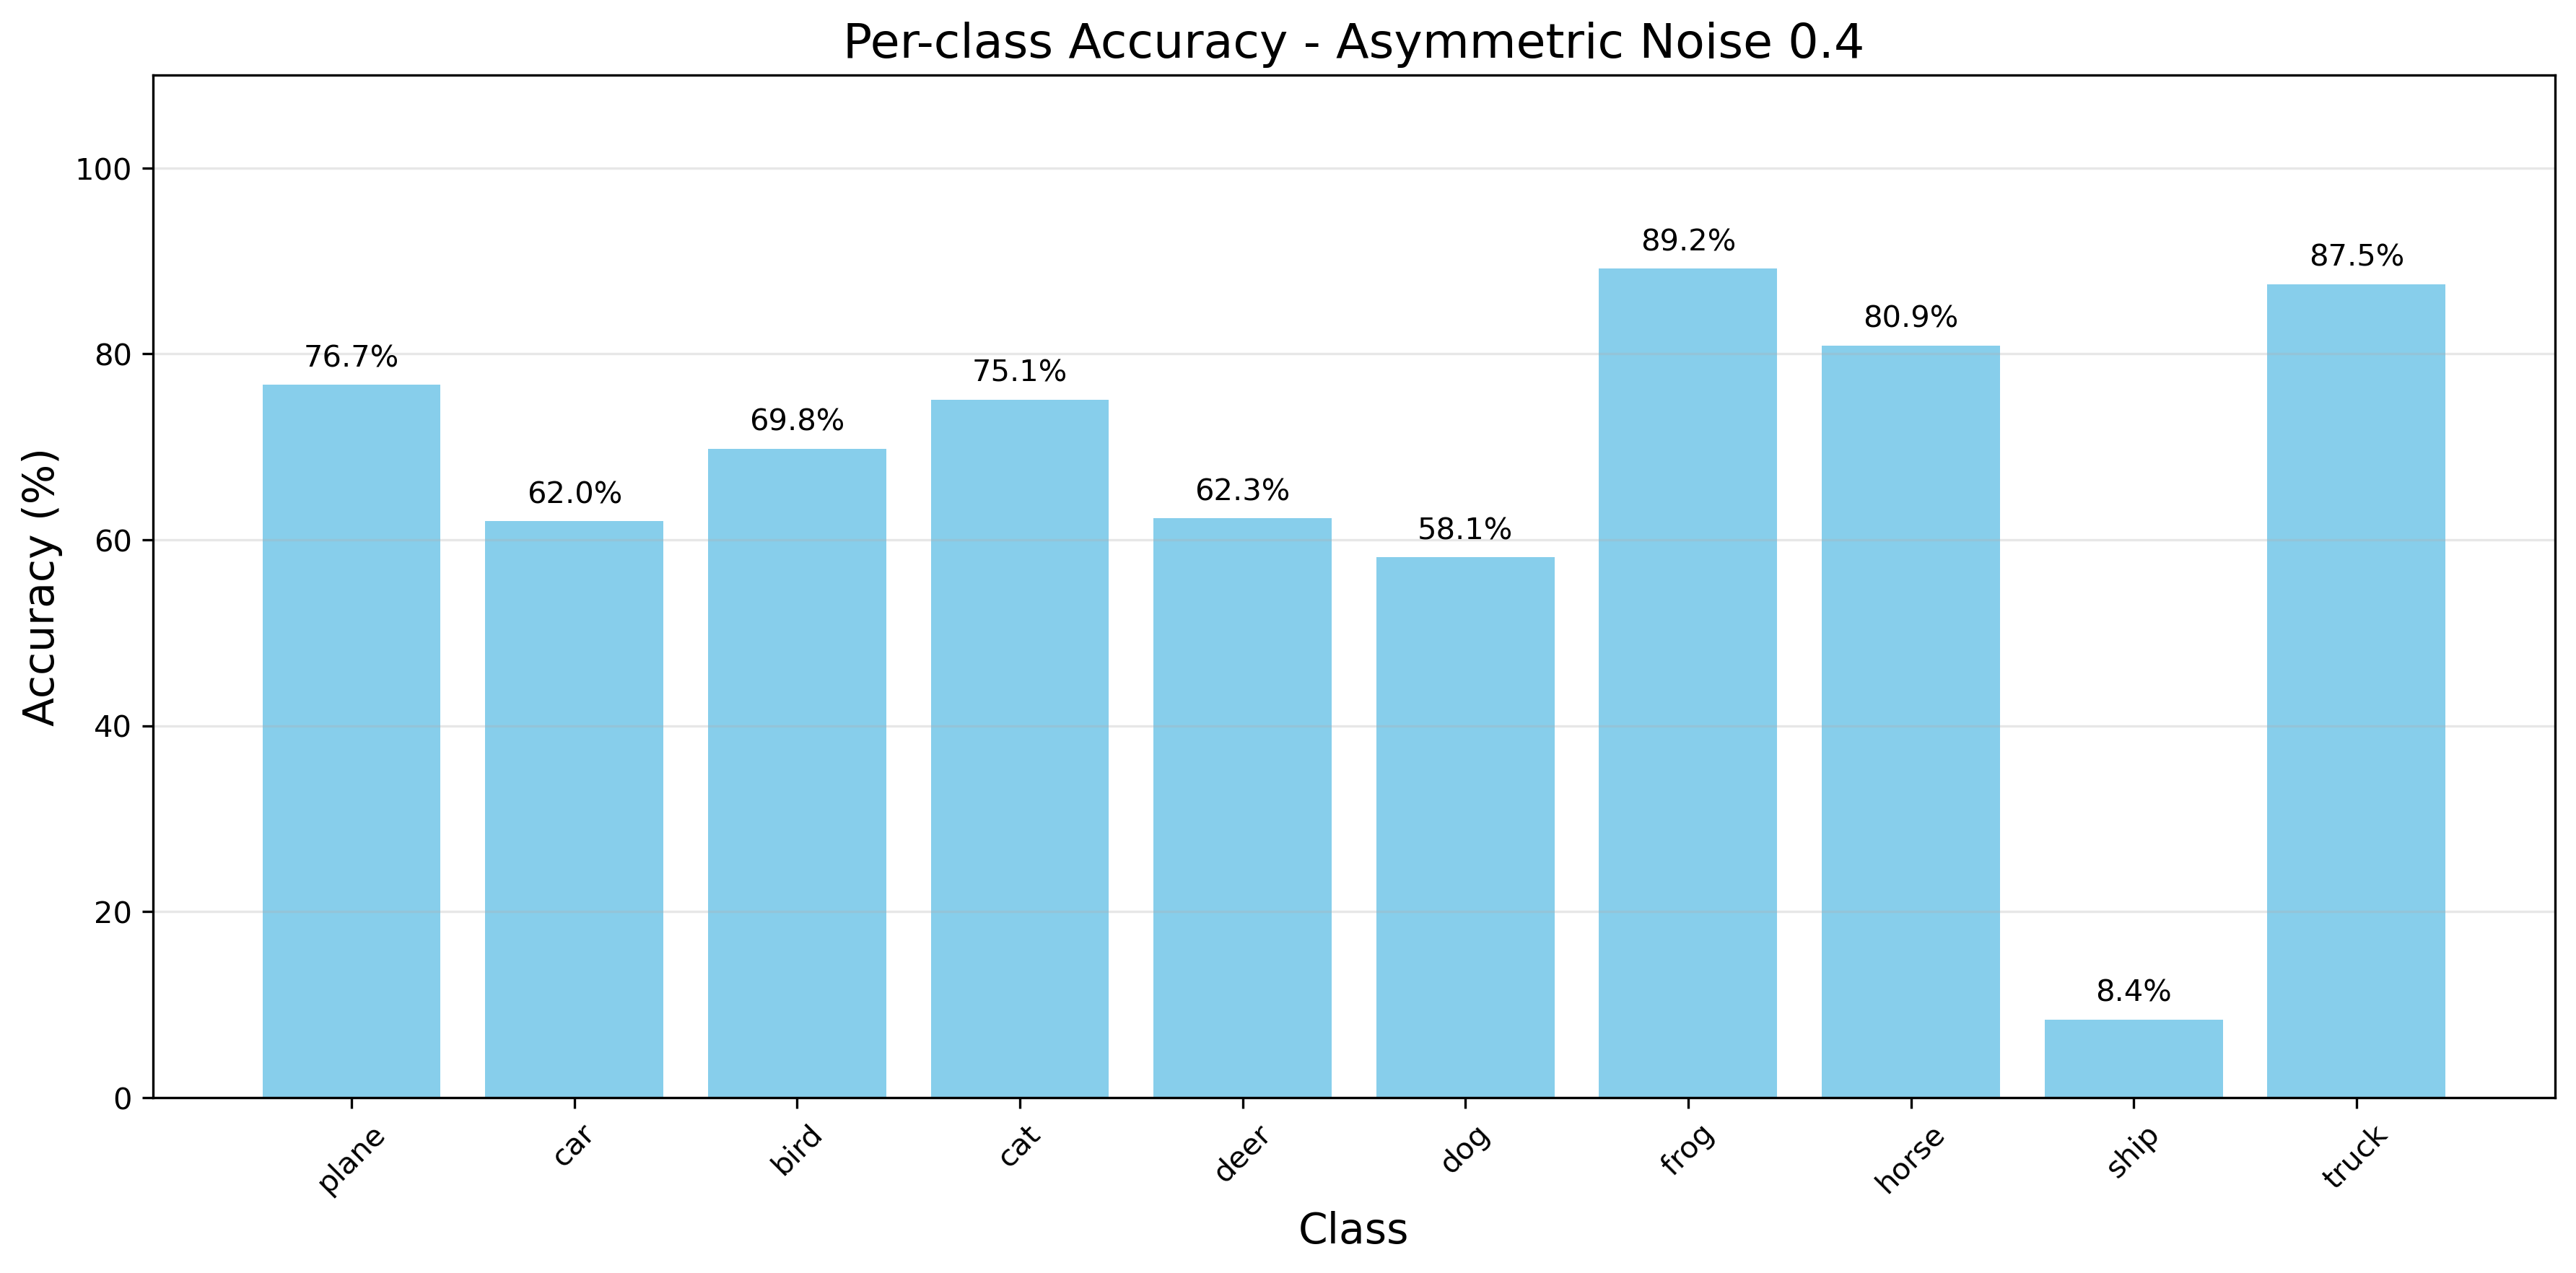 Per-class Accuracy - Asymmetric Noise 0.4
Accuracy (%)
100
80
60
40
20
0
76.7%
62.0%
69.8%
75.1%
62.3%
58.1%
89.2%
80.9%
8.4%
87.5%
plane
car
bird
cat
deer
dog
frog
horse
ship
truck
Class